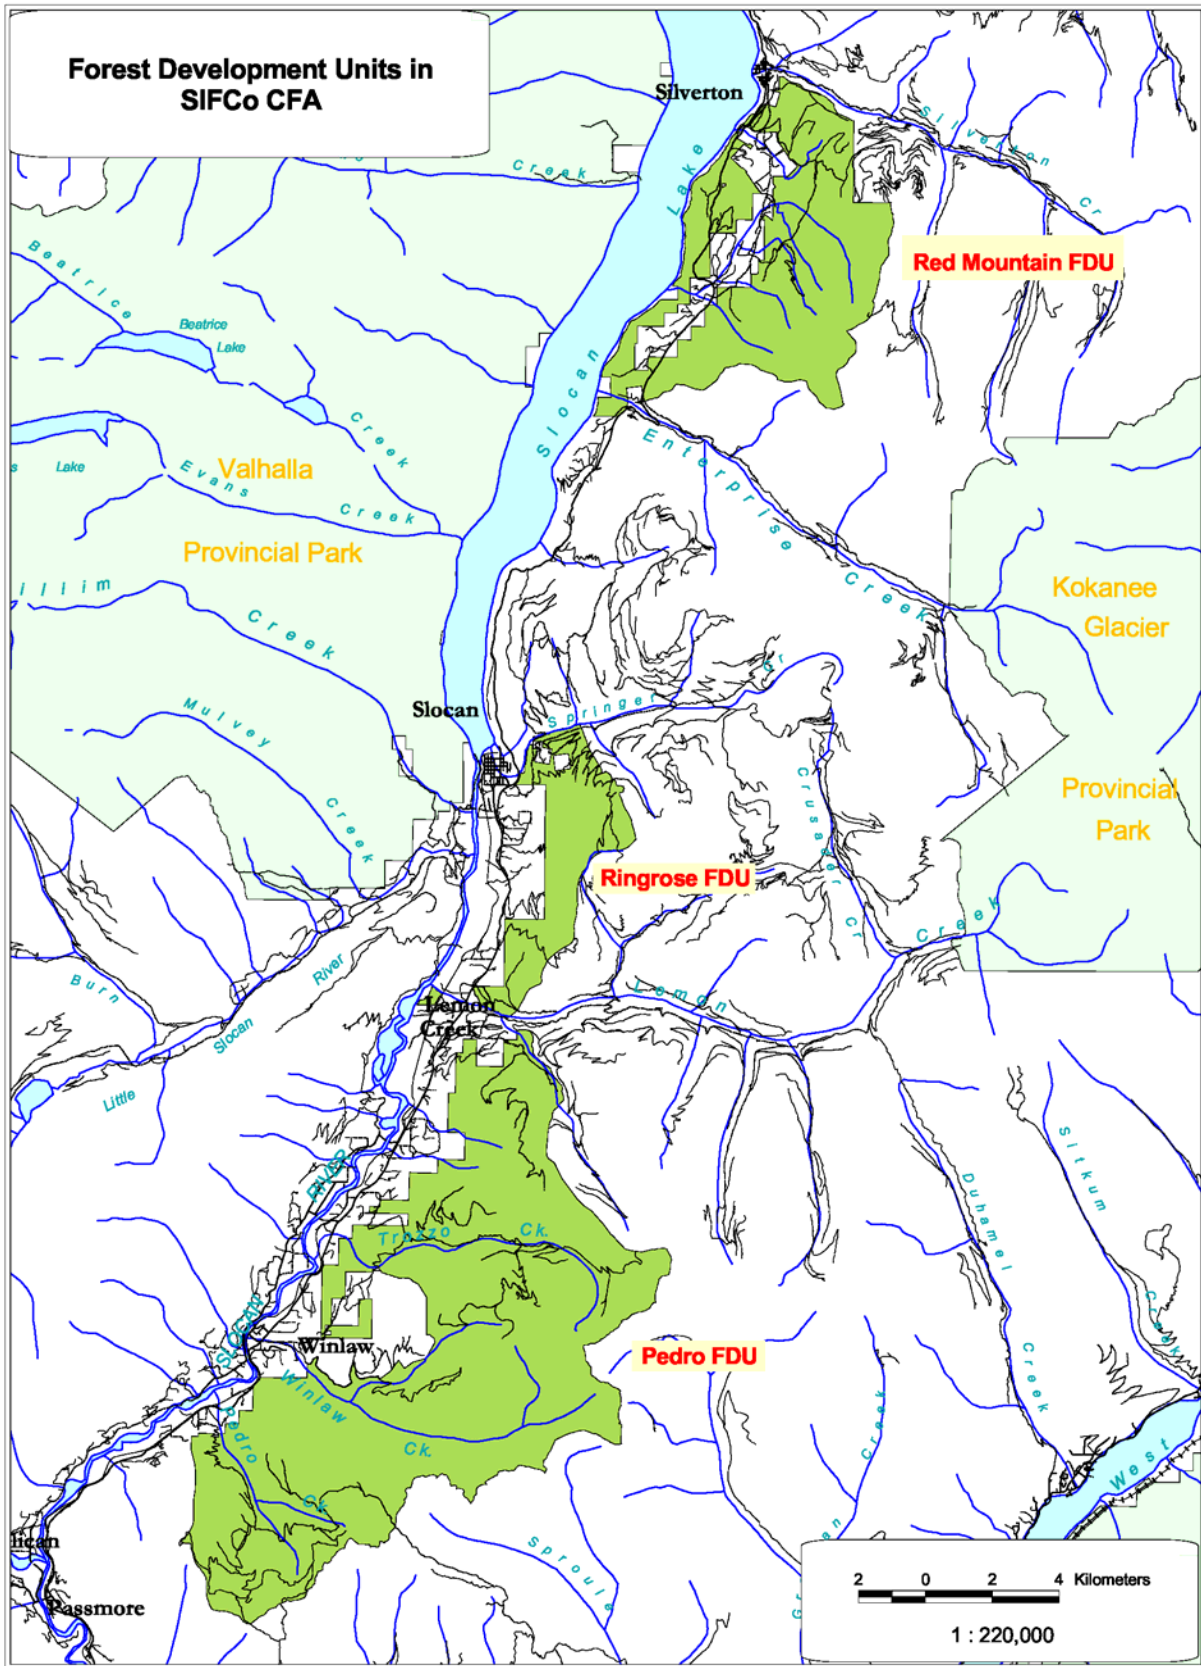 Forest Development Units in
SIFCo CFA
Silverton
Silverton
Cr
Creek
Lake
Red Mountain FDU
Beatrice
Beatrice
Lake
Slocan
Creek
Enterprise
Creek
Lake
Valhalla
Evans
Creek
Provincial Park
Kokanee
Glacier
Creek
Cr
Springer
Slocan
Mulvey
Creek
Crusader
Cr
Provincial
Park
Ringrose FDU
Creek
River
Burn
Slocan
Little
Lemon
Lemon
Creek
RIVER
Sitkum
Creek
Duhamel
Creek
Trozzo
Ck.
SLOCAN
Winlaw
Pedro FDU
Winlaw
Ck.
Creek
Pedro
Ck.
West
Sproule
Passmore
2 0 2 4 Kilometers
1 : 220,000